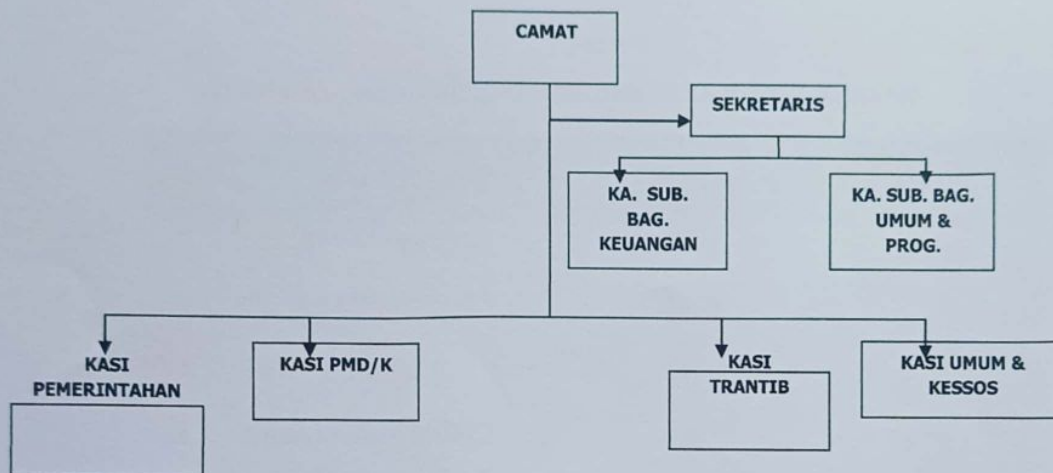 CAMAT
SEKRETARIS
KA. SUB.
BAG.
KEUANGAN
KA. SUB. BAG.
UMUM &
PROG.
KASI
PEMERINTAHAN
KASI PMD/K
KASI
TRANTIB
KASI UMUM &
KESSOS